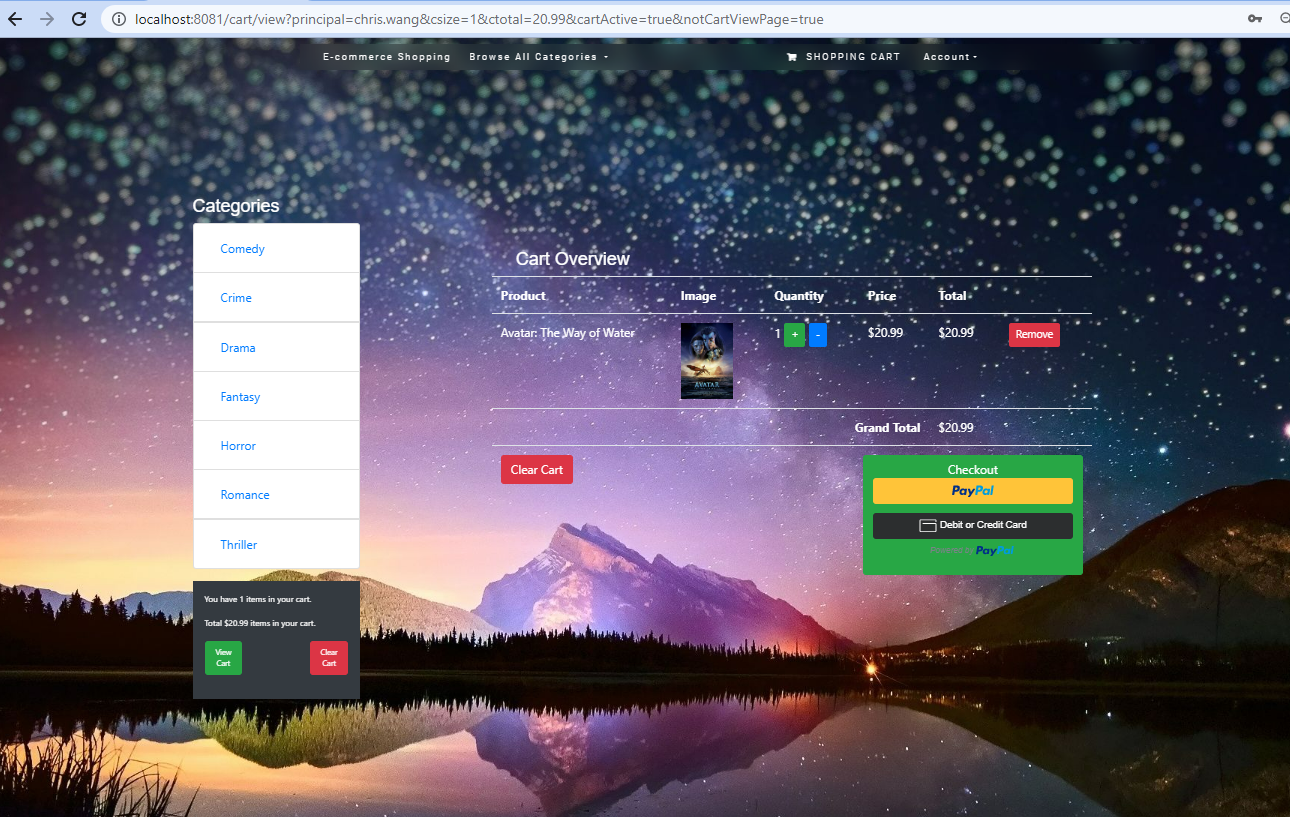 localhost:8081/cart/view?principal=chris.wang&csize=1&ctotal=20.99&cartActive=true&notCartViewPage=true
E-commerce Shopping Browse All Categories SHOPPING CART Account
Categories
Comedy
Crime
Drama
Fantasy
Horror
Romance
Thriller
You have 1 items in your cart.
Total $20.99 items in your cart.
View Cart
Clear Cart
Cart Overview
Product Image Quantity Price Total
Avatar: The Way of Water AVATAR 1 + - $20.99 $20.99 Remove
Grand Total $20.99
Clear Cart
Checkout
PayPal
Debit or Credit Card
Powered by PayPal